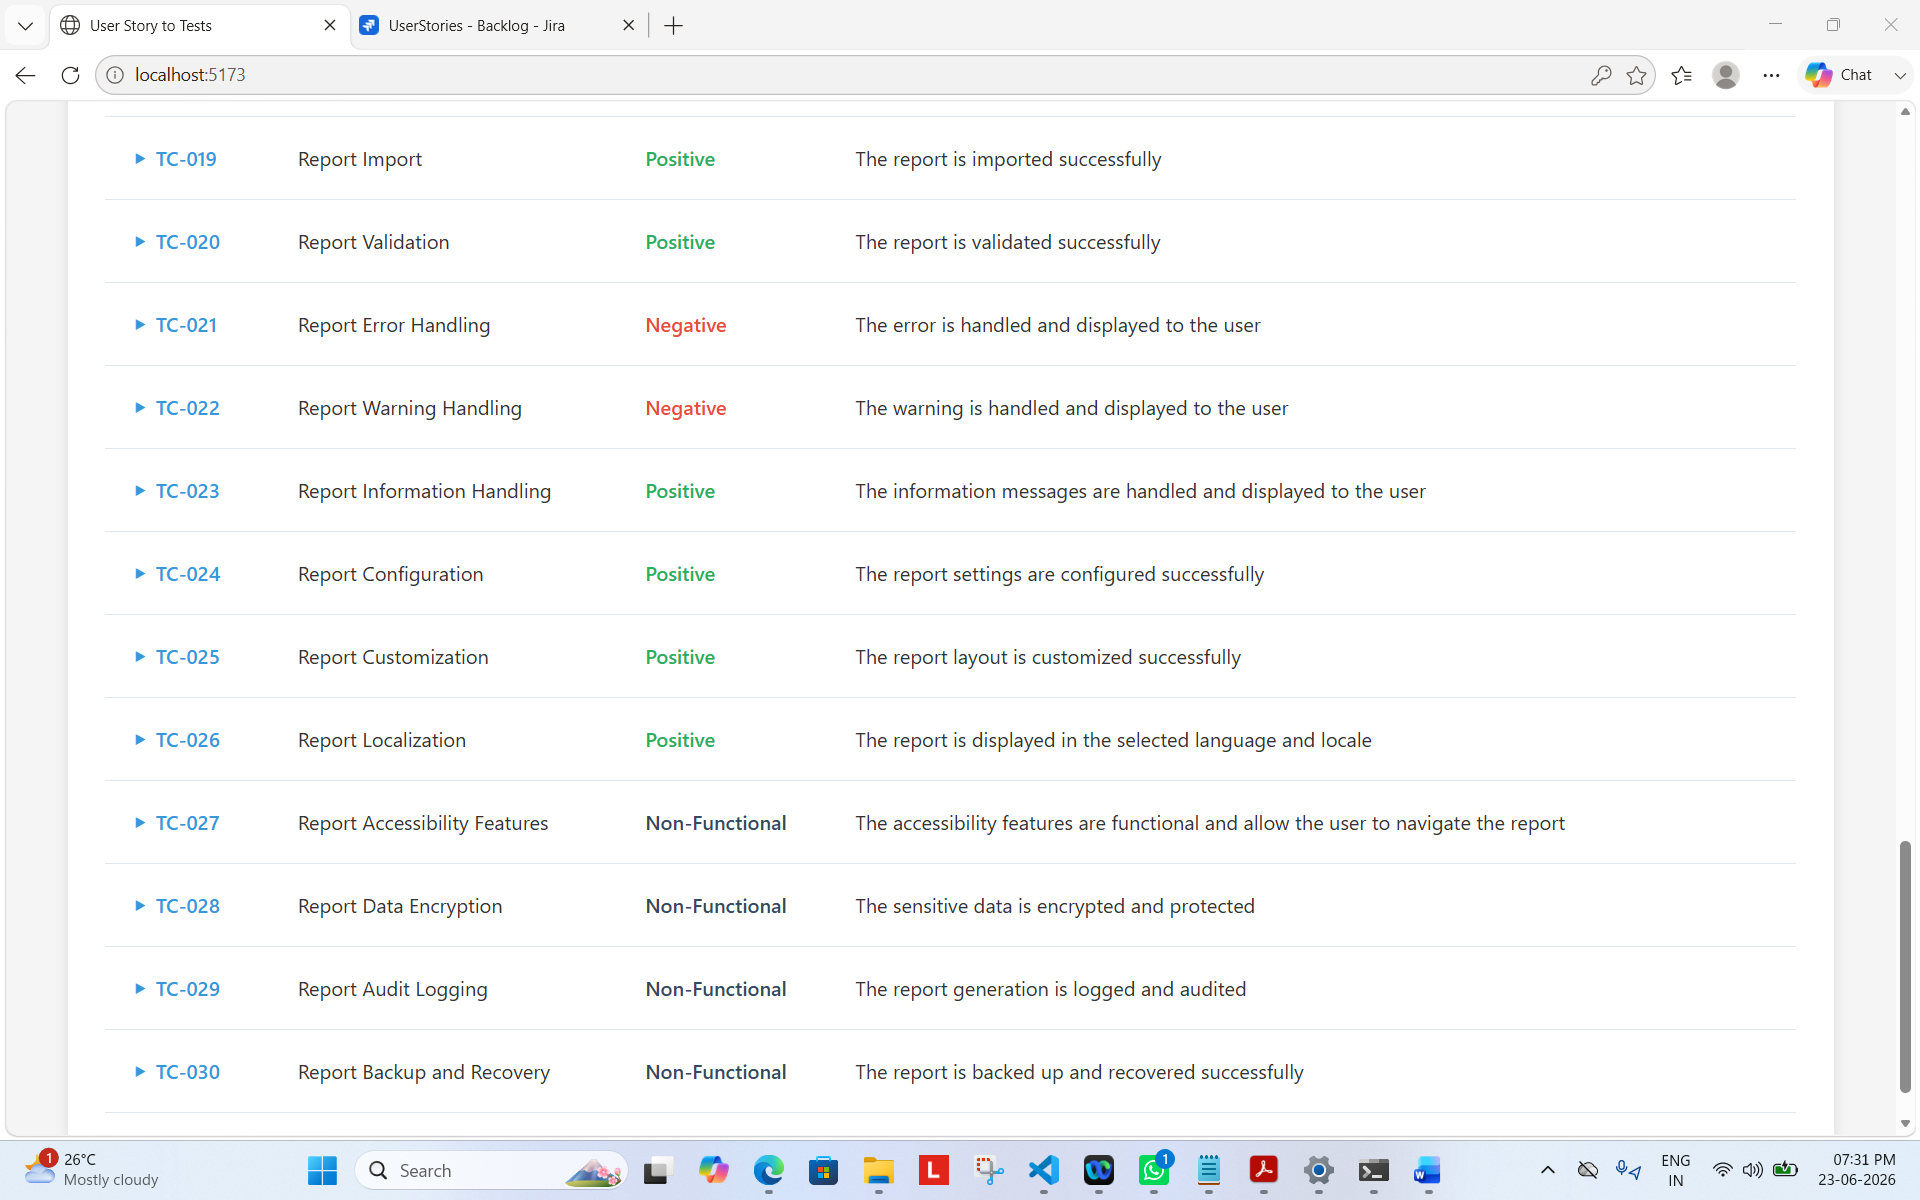 User Story to Tests
UserStories - Backlog - Jira
localhost:5173
Chat
TC-019 Report Import Positive The report is imported successfully
TC-020 Report Validation Positive The report is validated successfully
TC-021 Report Error Handling Negative The error is handled and displayed to the user
TC-022 Report Warning Handling Negative The warning is handled and displayed to the user
TC-023 Report Information Handling Positive The information messages are handled and displayed to the user
TC-024 Report Configuration Positive The report settings are configured successfully
TC-025 Report Customization Positive The report layout is customized successfully
TC-026 Report Localization Positive The report is displayed in the selected language and locale
TC-027 Report Accessibility Features Non-Functional The accessibility features are functional and allow the user to navigate the report
TC-028 Report Data Encryption Non-Functional The sensitive data is encrypted and protected
TC-029 Report Audit Logging Non-Functional The report generation is logged and audited
TC-030 Report Backup and Recovery Non-Functional The report is backed up and recovered successfully
1
26°C
Mostly cloudy
Search
L
1
W
ENG
IN
07:31 PM
23-06-2026